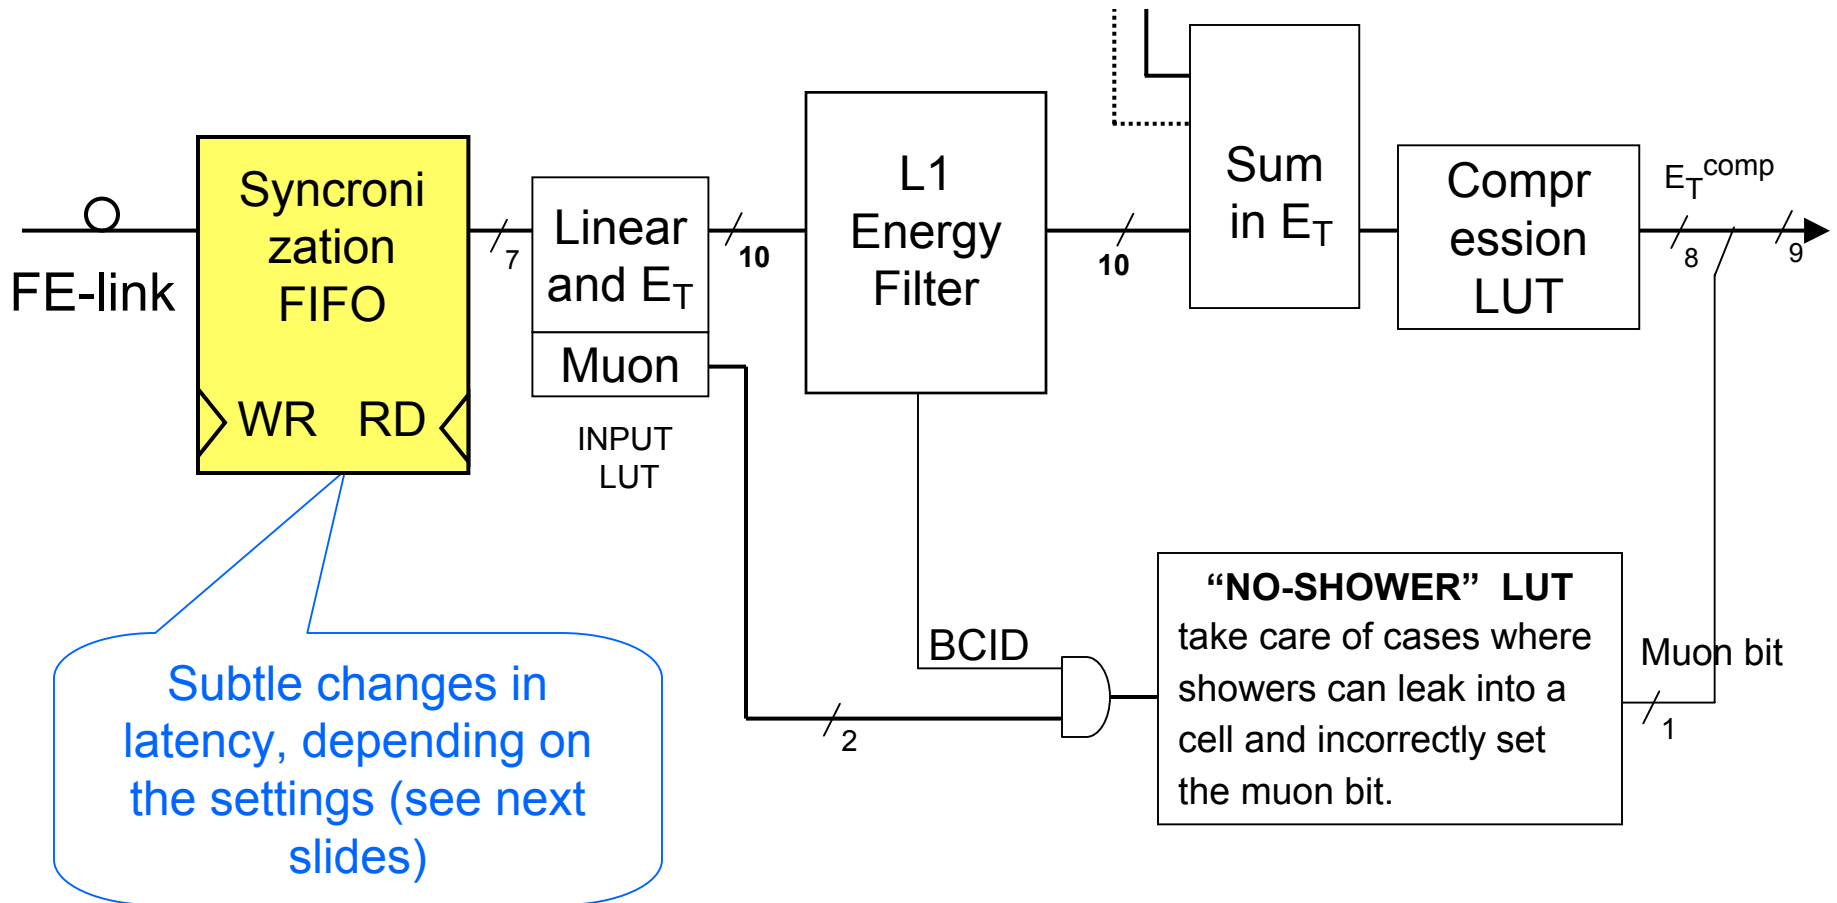 FE-link
Syncroni
zation
FIFO
WR RD
7
Linear
and ET
Muon
INPUT
LUT
10
L1
Energy
Filter
10
Sum
in ET
Compr
ession
LUT
ETcomp
8
9
BCID
2
“NO-SHOWER” LUT
take care of cases where
showers can leak into a
cell and incorrectly set
the muon bit.
Muon bit
1
Subtle changes in
latency, depending on
the settings (see next
slides)